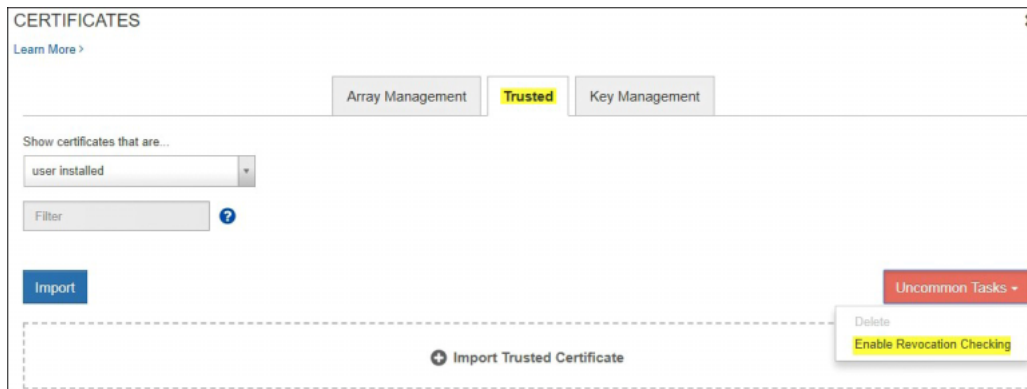 CERTIFICATES
Learn More >
Array Management
Trusted
Key Management
Show certificates that are...
user installed
Filter
?
Import
Uncommon Tasks
Delete
Enable Revocation Checking
Import Trusted Certificate